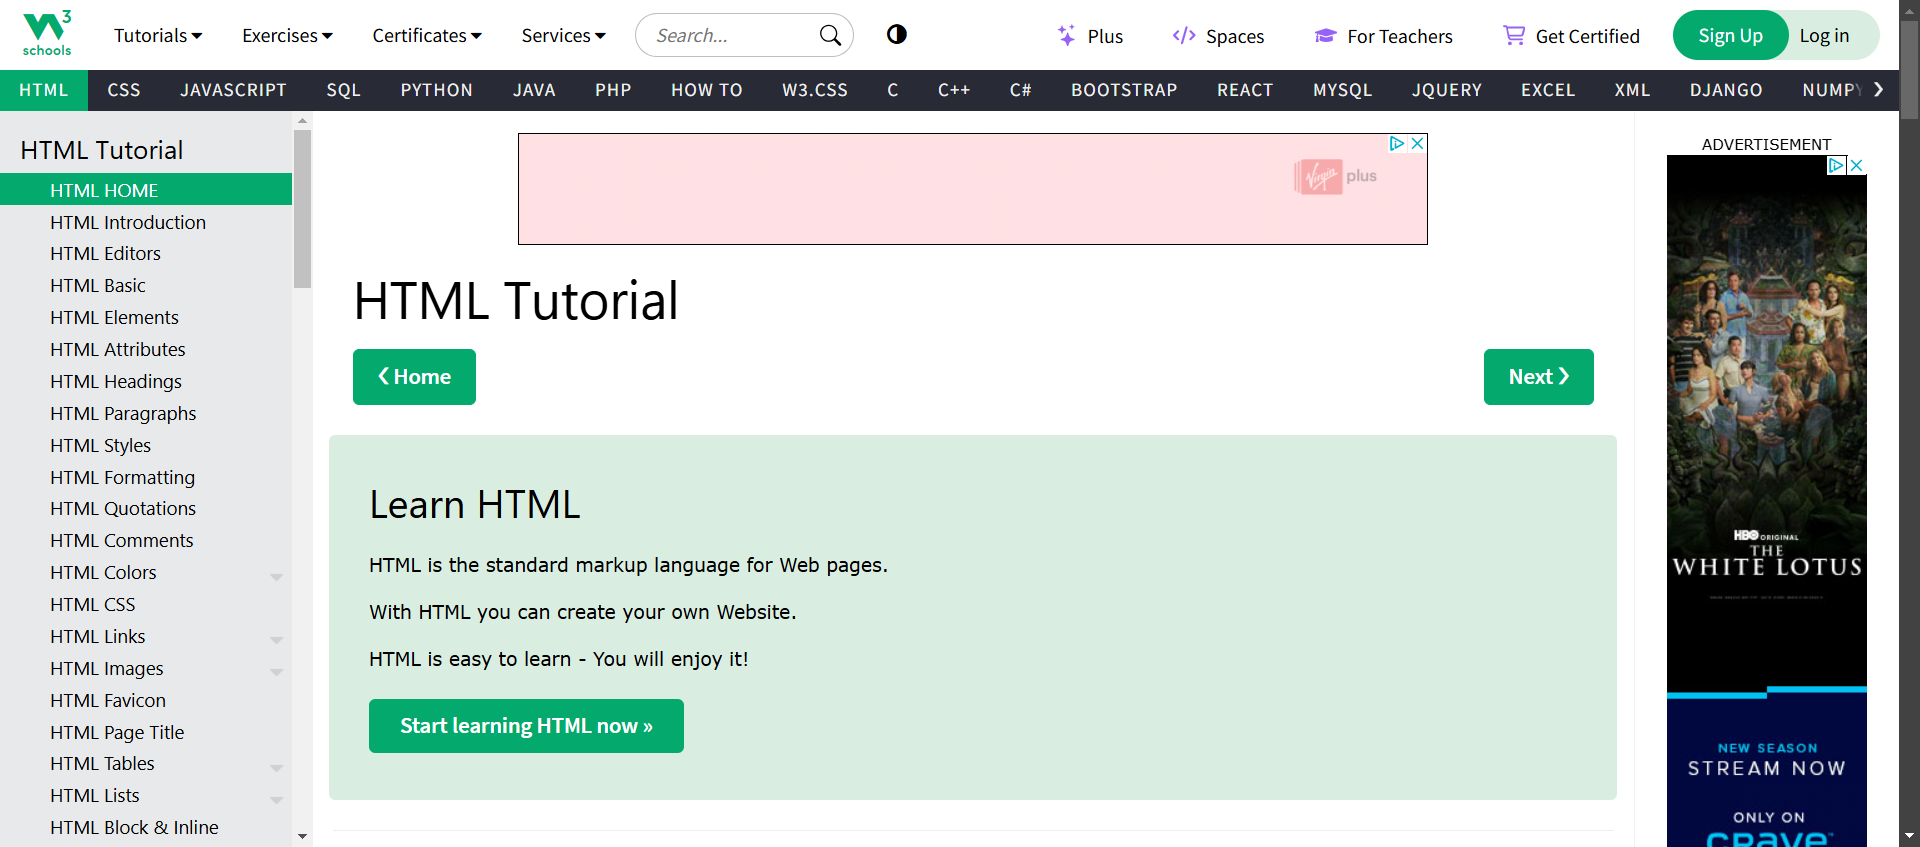 3
schools
Tutorials
Exercises
Certificates
Services
Search...
Plus
Spaces
For Teachers
Get Certified
Sign Up
Log in
HTML
CSS
JAVASCRIPT
SQL
PYTHON
JAVA
PHP
HOW TO
W3.CSS
C
C++
C#
BOOTSTRAP
REACT
MYSQL
JQUERY
EXCEL
XML
DJANGO
NUMPY
HTML Tutorial
HTML HOME
HTML Introduction
HTML Editors
HTML Basic
HTML Elements
HTML Attributes
HTML Headings
HTML Paragraphs
HTML Styles
HTML Formatting
HTML Quotations
HTML Comments
HTML Colors
HTML CSS
HTML Links
HTML Images
HTML Favicon
HTML Page Title
HTML Tables
HTML Lists
HTML Block & Inline
Virgin plus
HTML Tutorial
❮ Home
Next ❯
Learn HTML
HTML is the standard markup language for Web pages.
With HTML you can create your own Website.
HTML is easy to learn - You will enjoy it!
Start learning HTML now »
ADVERTISEMENT
HBO ORIGINAL
THE
WHITE LOTUS
NEW SEASON
STREAM NOW
ONLY ON
CRAVE